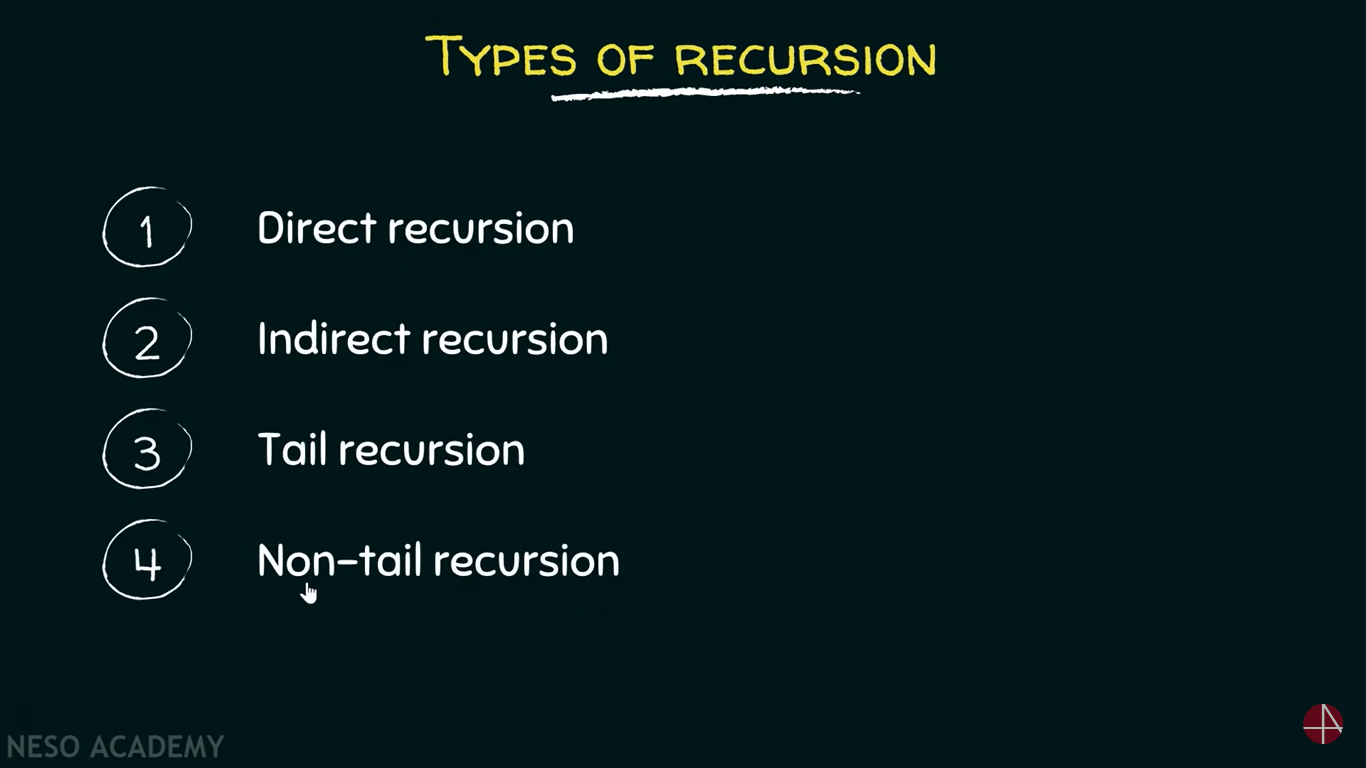 TYPES OF RECURSION
1 Direct recursion
2 Indirect recursion
3 Tail recursion
4 Non-tail recursion
NESO ACADEMY